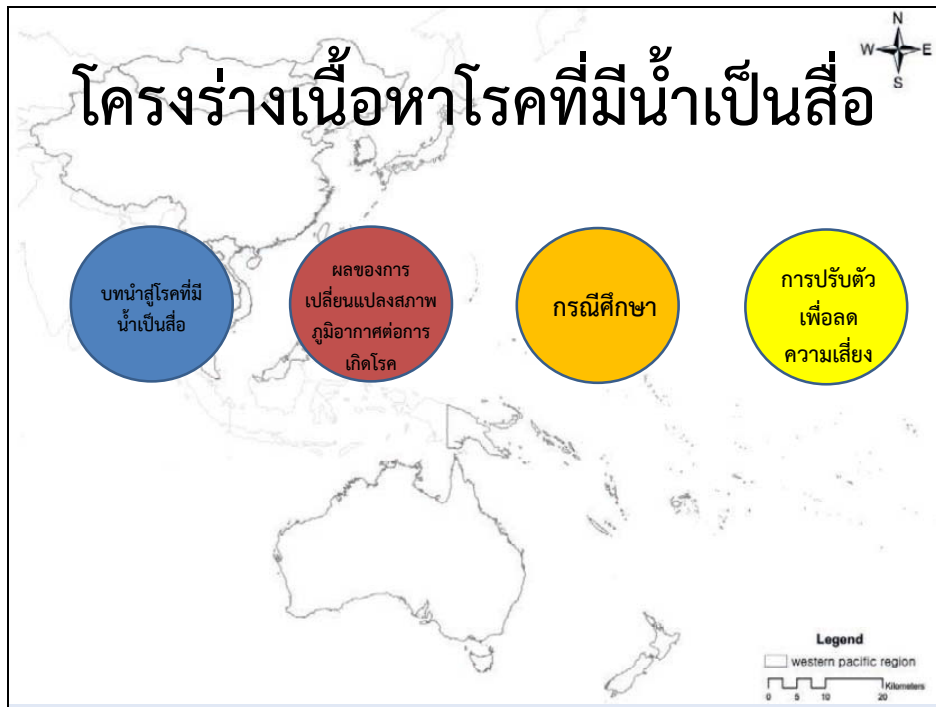 N
W E
S
โครงร่างเนื้อหาโรคที่มีน้ำเป็นสื่อ
บทนำสู่โรคที่มี
น้ำเป็นสื่อ
ผลของการ
เปลี่ยนแปลงสภาพ
ภูมิอากาศต่อการ
เกิดโรค
กรณีศึกษา
การปรับตัว
เพื่อลด
ความเสี่ยง
Legend
western pacific region
Kilometers
0 5 10 20